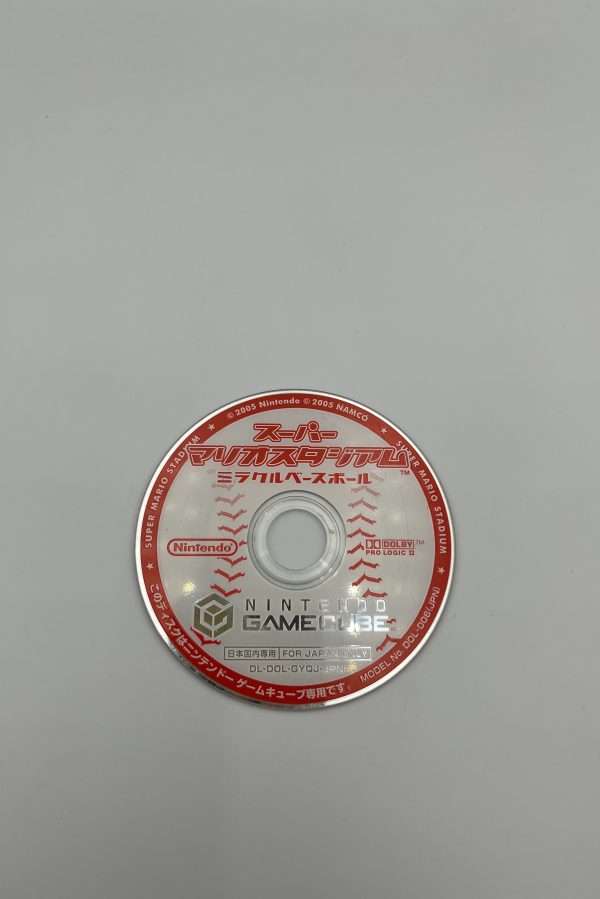 © 2005 Nintendo © 2005 NAMCO
★ SUPER MARIO STADIUM ★
★ SUPER MARIO STADIUM ★
スーパー
マリオスタジアム™
ミラクルベースボール
Nintendo
DOLBY™
PRO LOGIC II
NINTENDO
GAMECUBE™
日本国内専用 FOR JAPAN ONLY
DL-DOL-GYQJ-JPN
このディスクはニンテンドー ゲームキューブ専用です。
MODEL No. DOL-006(JPN)